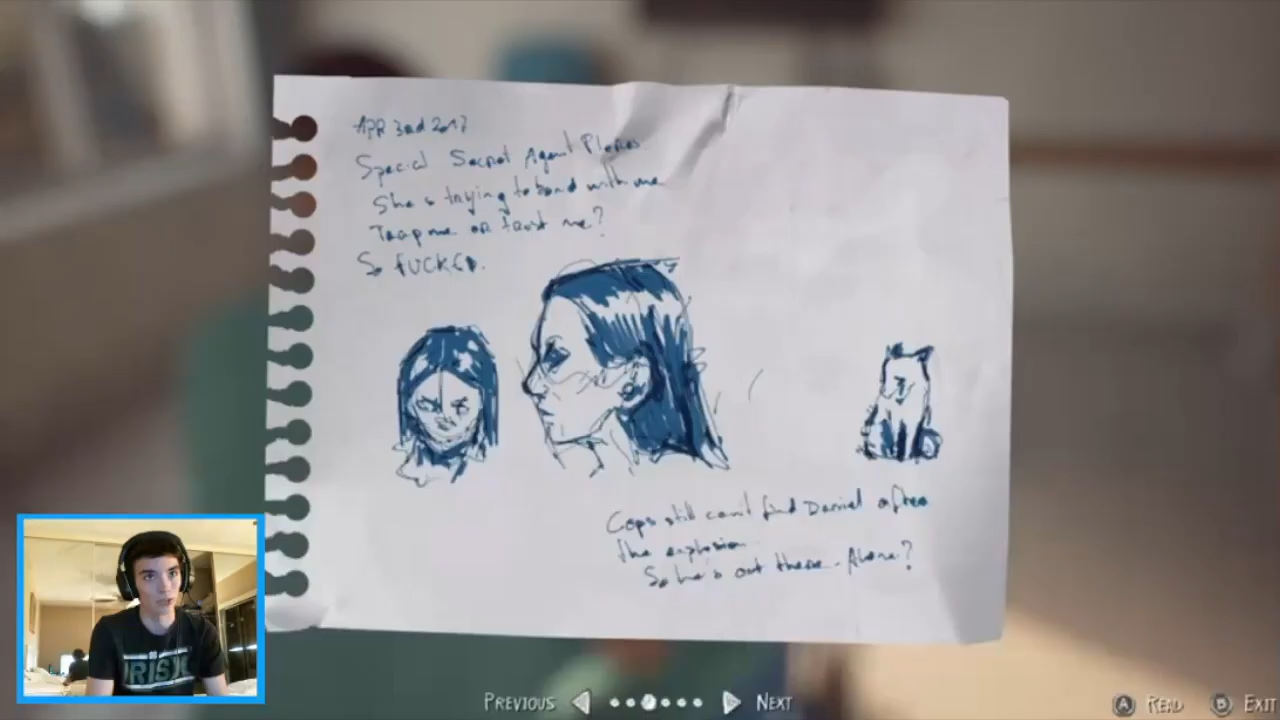 APR 3rd 2017
Special Secret Agent Flores
She's trying to bond with me
Trap me or trust me?
So FUCKED.
Cops still can't find Daniel after
the explosion
So he's out there. Alone?
PREVIOUS NEXT
A READ B EXIT